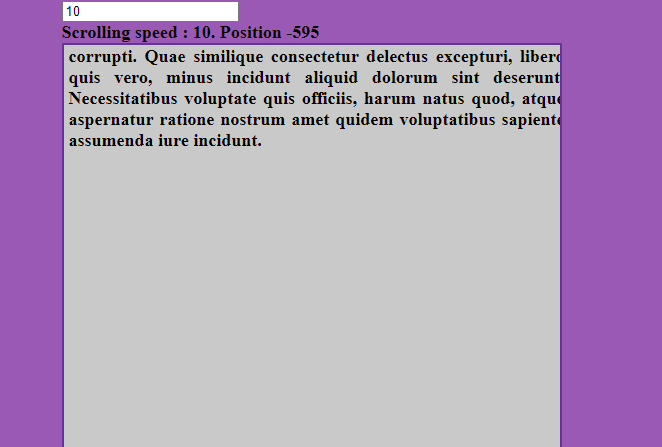 10
Scrolling speed : 10. Position -595
corrupti. Quae similique consectetur delectus excepturi, libero
quis vero, minus incidunt aliquid dolorum sint deserunt
Necessitatibus voluptate quis officiis, harum natus quod, atque
aspernatur ratione nostrum amet quidem voluptatibus sapiente
assumenda iure incidunt.